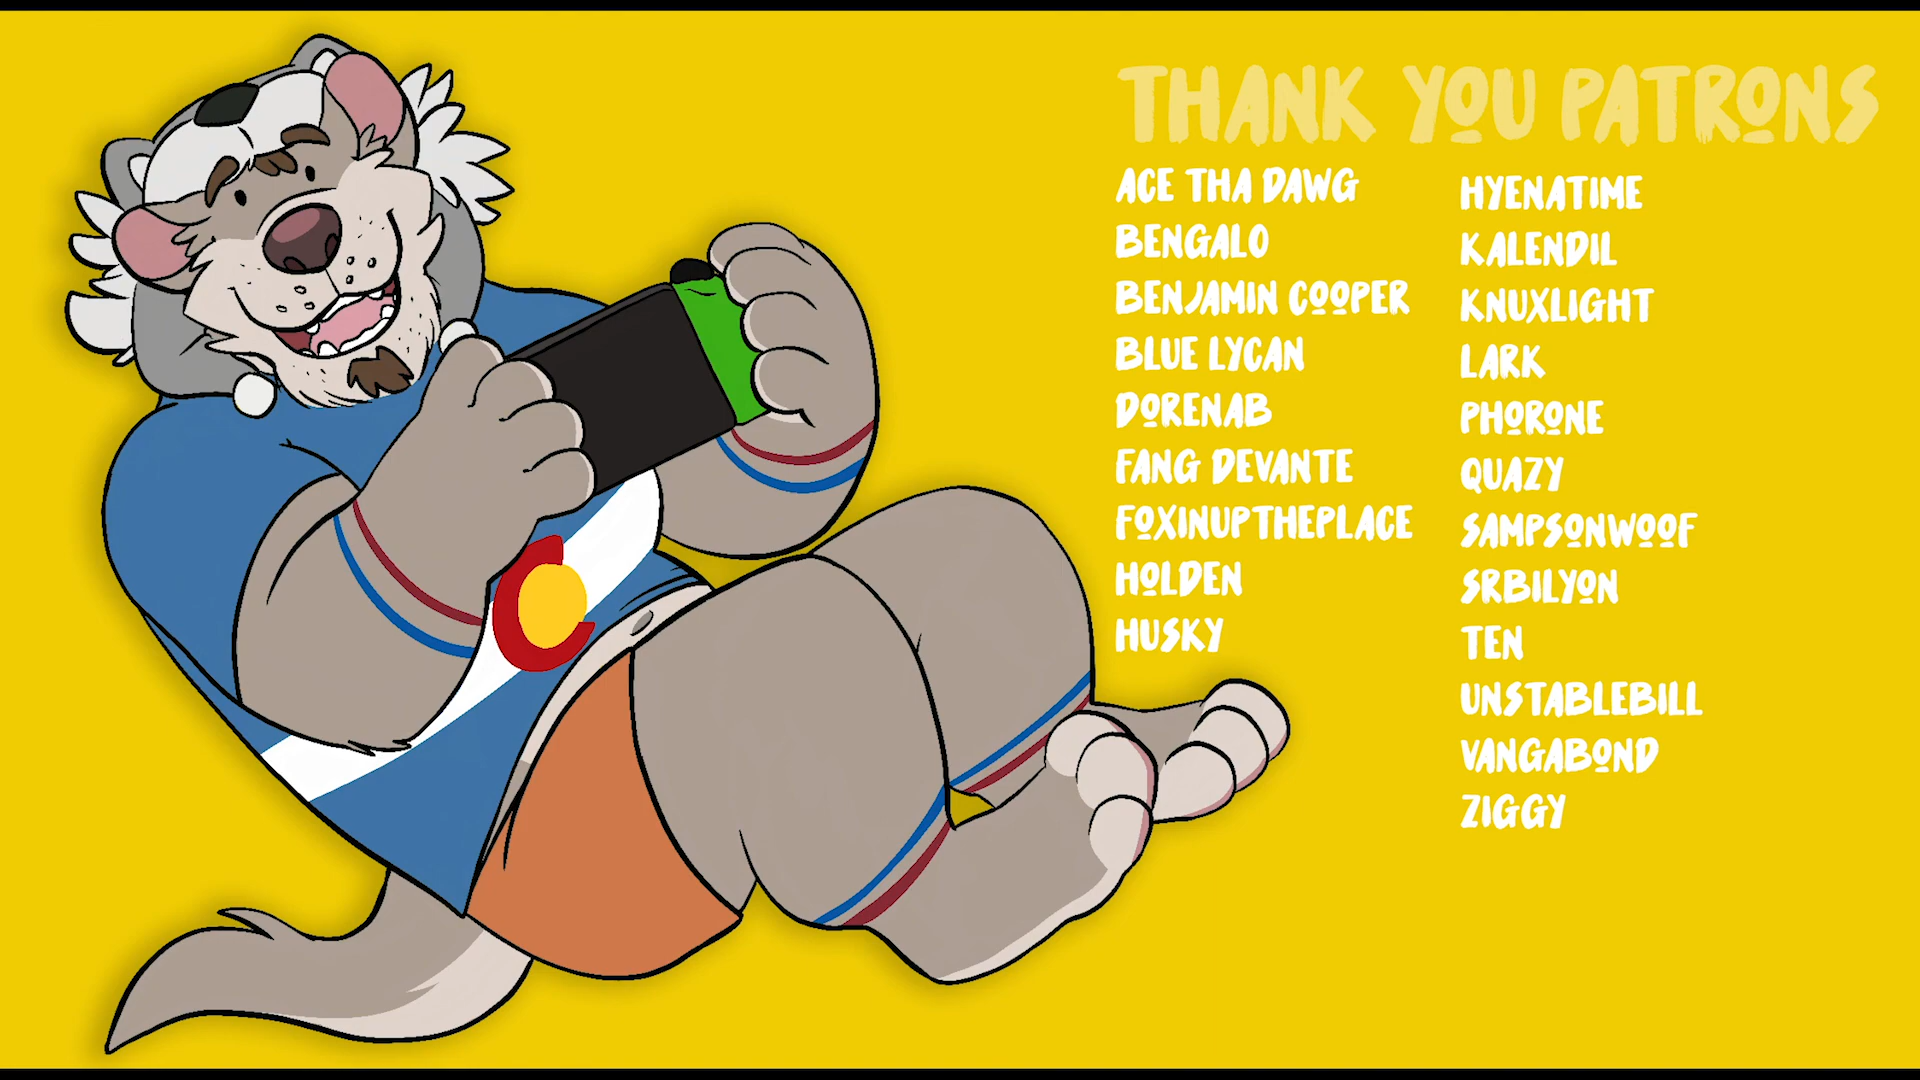 THANK YOU PATRONS
ACE THA DAWG
BENGALO
BENJAMIN COOPER
BLUE LYCAN
DORENAB
FANG DEVANTE
FOXINUPTHEPLACE
HOLDEN
HUSKY
HYENATIME
KALENDIL
KNUXLIGHT
LARK
PHORONE
QUAZY
SAMPSONWOOF
SRBILYON
TEN
UNSTABLEBILL
VANGABOND
ZIGGY